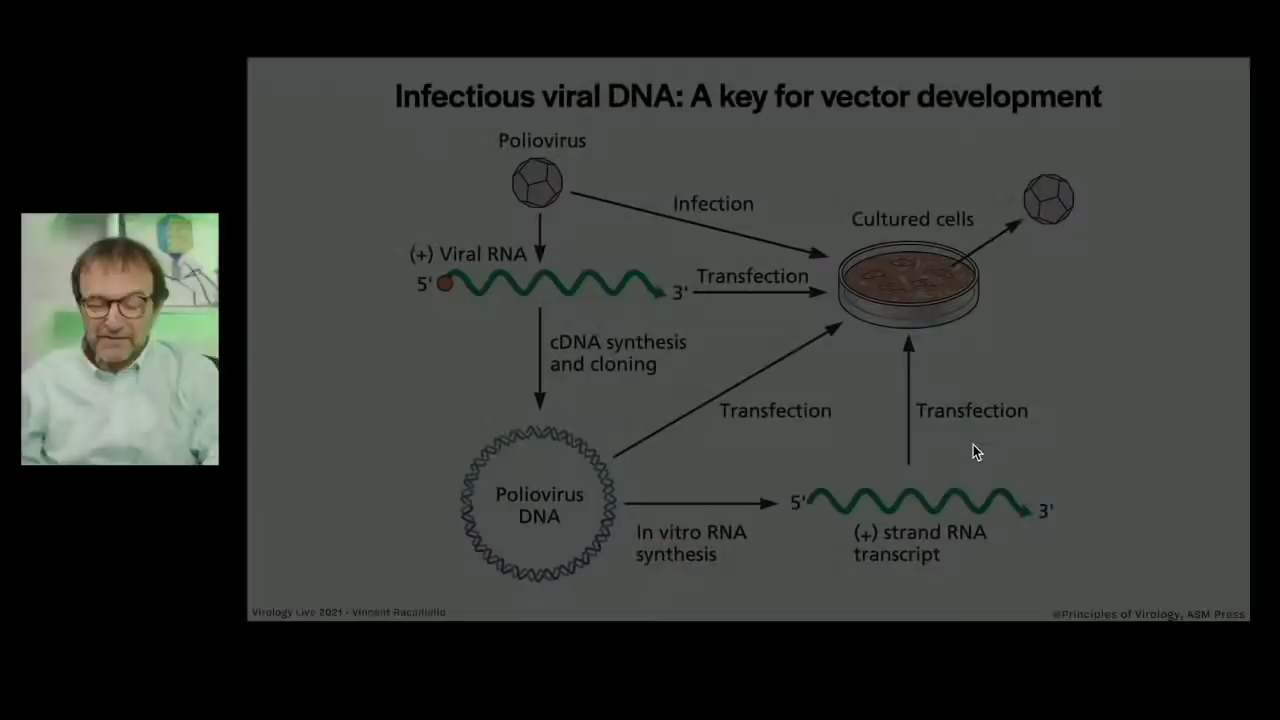 Infectious viral DNA: A key for vector development
Poliovirus
Infection
Cultured cells
(+) Viral RNA
5'
3'
Transfection
cDNA synthesis
and cloning
Transfection
Transfection
Poliovirus
DNA
In vitro RNA
synthesis
5'
3'
(+) strand RNA
transcript
Virology Live 2021 • Vincent Racaniello
©Principles of Virology, ASM Press